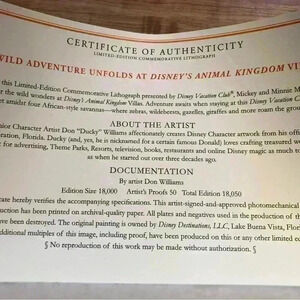 CERTIFICATE OF AUTHENTICITY
LIMITED-EDITION COMMEMORATIVE LITHOGRAPH
WILD ADVENTURE UNFOLDS AT DISNEY'S ANIMAL KINGDOM VI
this Limited-Edition Commemorative Lithograph presented by Disney Vacation Club®, Mickey and Minnie M
r the wild wonders at Disney's Animal Kingdom Villas. Adventure awaits when staying at this Disney Vacation C
et amidst four African-style savannas—where zebras, wildebeests, gazelles, giraffes and more roam the grou
ABOUT THE ARTIST
nior Character Artist Don "Ducky" Williams affectionately creates Disney Character artwork from his offi
oration, Florida. Ducky (and, yes, he is nicknamed for a certain famous Donald) loves crafting treasured w
for advertising, Theme Parks, Resorts, television, books, restaurants and online Disney magic as much to
as when he started over three decades ago.
DOCUMENTATION
By artist Don Williams
Edition Size 18,000 Artist's Proofs 50 Total Edition 18,050
cate hereby verifies the accompanying specifications. This artist-signed-and-approved photomechanical
uction has been printed on archival-quality paper. All plates and negatives used in the production of th
ave been destroyed. The original painting is owned by Disney Destinations, LLC, Lake Buena Vista, Flor
dditional multiples of this image, including proof, have been produced on this or any other limited ed
§ No reproduction of this work may be made without authorization. §